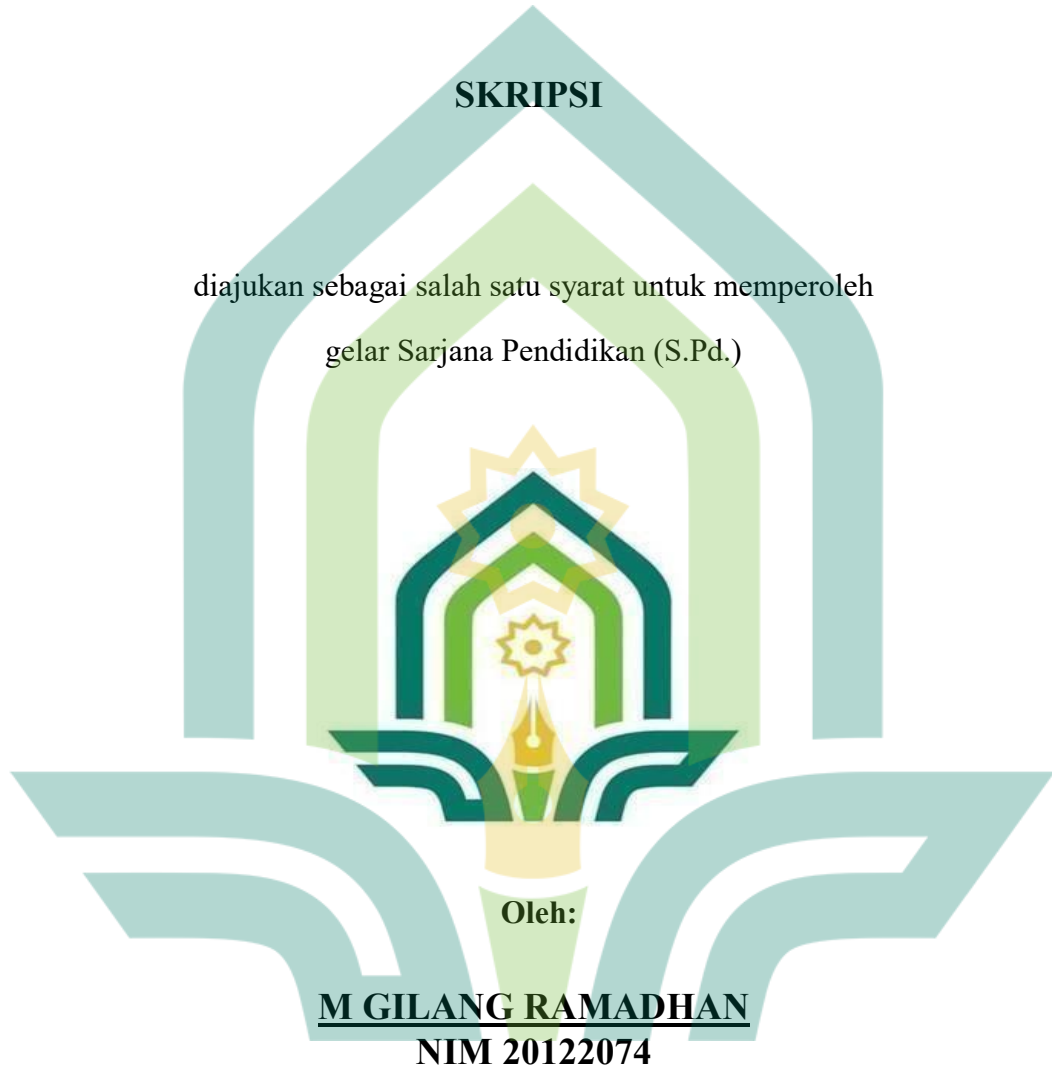 SKRIPSI
diajukan sebagai salah satu syarat untuk memperoleh
gelar Sarjana Pendidikan (S.Pd.)
Oleh:
M GILANG RAMADHAN
NIM 20122074